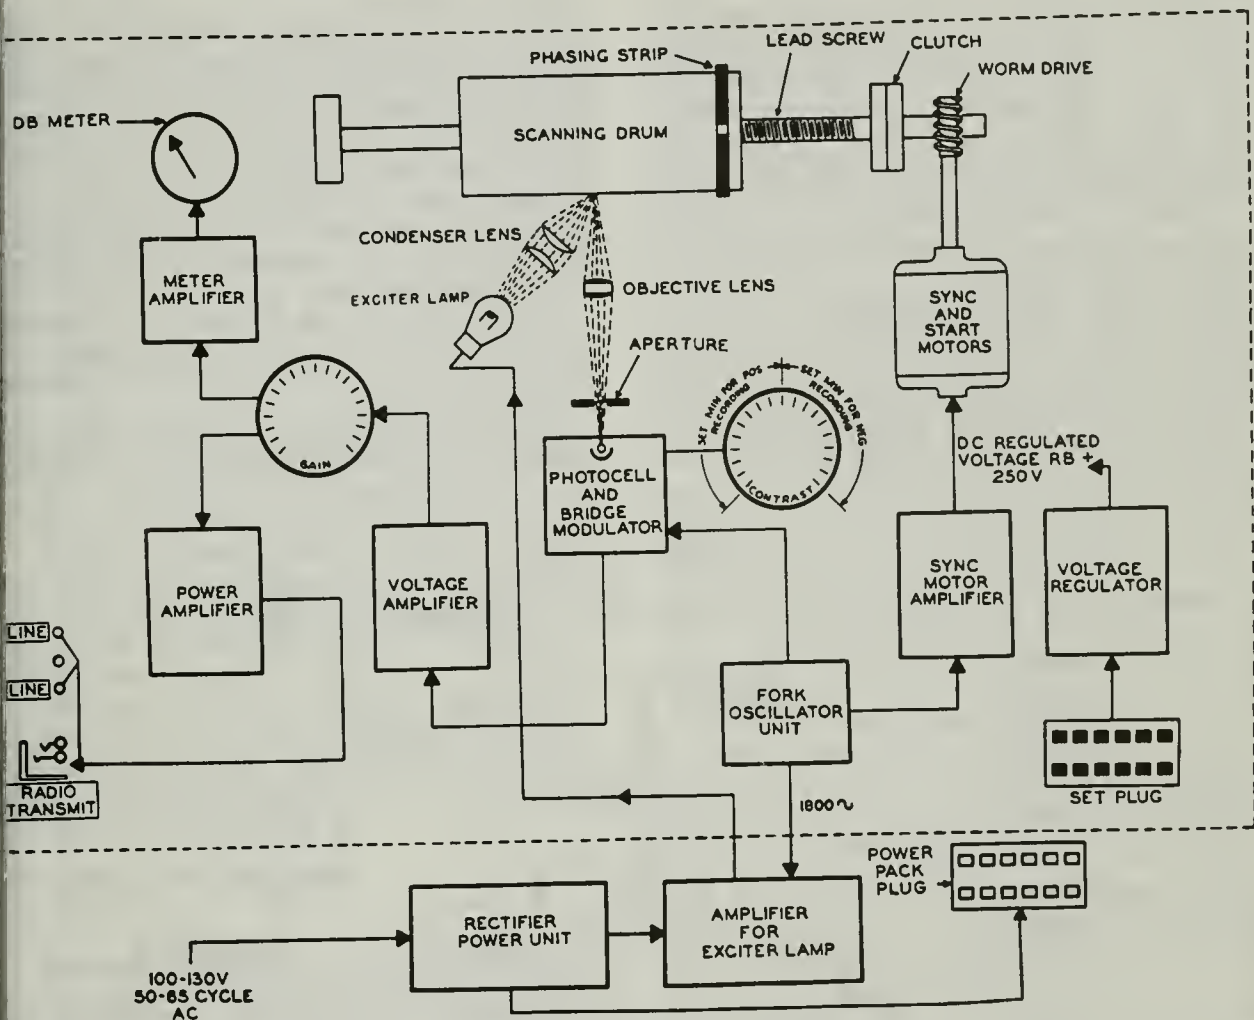 PHASING STRIP
LEAD SCREW
CLUTCH
WORM DRIVE
DB METER
SCANNING DRUM
CONDENSER LENS
METER
AMPLIFIER
EXCITER LAMP
OBJECTIVE LENS
SYNC
AND
START
MOTORS
APERTURE
SET MIN FOR POS
RECORDING
SET MIN FOR NEG
RECORDING
GAIN
CONTRAST
DC REGULATED
VOLTAGE RB +
250V
PHOTOCELL
AND
BRIDGE
MODULATOR
POWER
AMPLIFIER
VOLTAGE
AMPLIFIER
SYNC
MOTOR
AMPLIFIER
VOLTAGE
REGULATOR
LINE
LINE
FORK
OSCILLATOR
UNIT
RADIO
TRANSMIT
SET PLUG
1800~
POWER
PACK
PLUG
RECTIFIER
POWER UNIT
AMPLIFIER
FOR
EXCITER LAMP
100-130V
50-65 CYCLE
AC